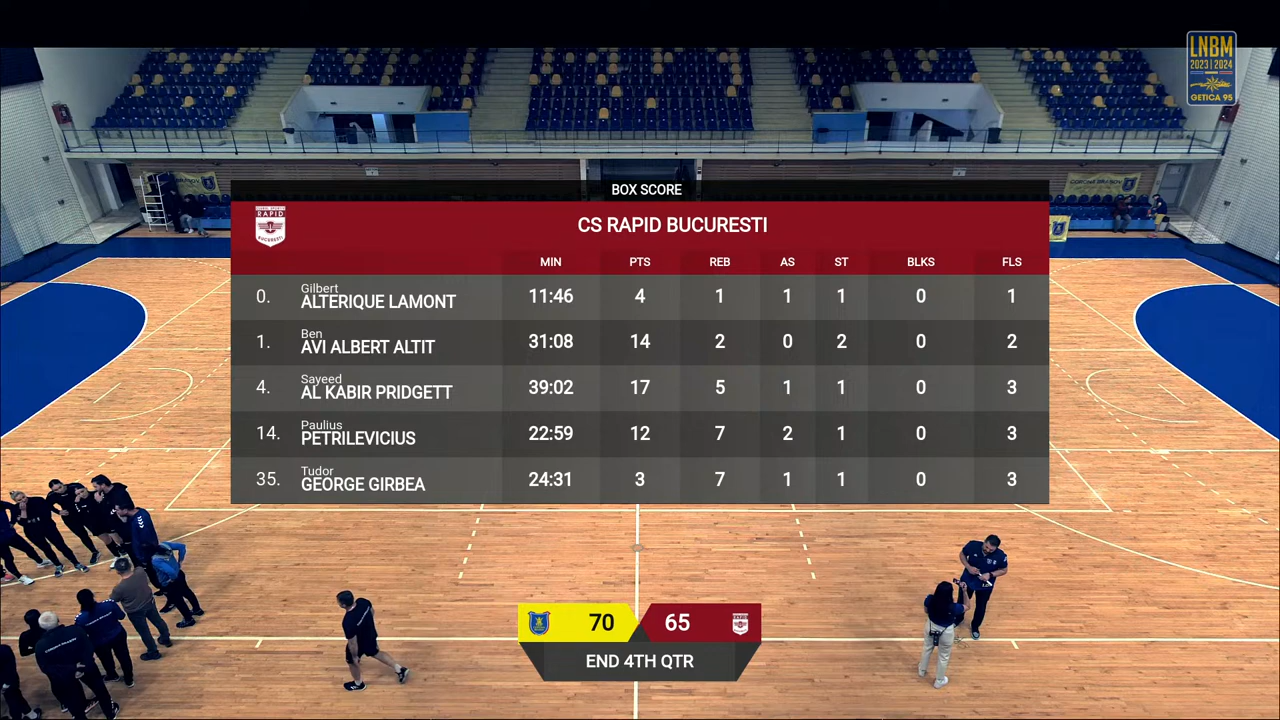 LNBM
2023 | 2024
GETICA 95
BOX SCORE
RAPID
BUCURESTI
CS RAPID BUCURESTI
MIN PTS REB AS ST BLKS FLS
0. Gilbert
ALTERIQUE LAMONT 11:46 4 1 1 1 0 1
1. Ben
AVI ALBERT ALTIT 31:08 14 2 0 2 0 2
4. Sayeed
AL KABIR PRIDGETT 39:02 17 5 1 1 0 3
14. Paulius
PETRILEVICIUS 22:59 12 7 2 1 0 3
35. Tudor
GEORGE GIRBEA 24:31 3 7 1 1 0 3
70 65
RAPID
END 4TH QTR